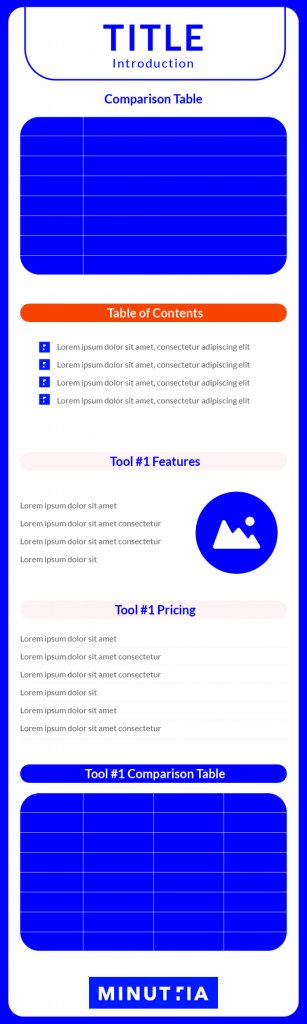 TITLE
Introduction
Comparison Table
Table of Contents
Lorem ipsum dolor sit amet, consectetur adipiscing elit
Lorem ipsum dolor sit amet, consectetur adipiscing elit
Lorem ipsum dolor sit amet, consectetur adipiscing elit
Lorem ipsum dolor sit amet, consectetur adipiscing elit
Tool #1 Features
Lorem ipsum dolor sit amet
Lorem ipsum dolor sit amet consectetur
Lorem ipsum dolor sit amet consectetur
Lorem ipsum dolor sit
Tool #1 Pricing
Lorem ipsum dolor sit amet
Lorem ipsum dolor sit amet consectetur
Lorem ipsum dolor sit amet consectetur
Lorem ipsum dolor sit
Lorem ipsum dolor sit amet
Lorem ipsum dolor sit amet consectetur
Tool #1 Comparison Table
MINUTTIA